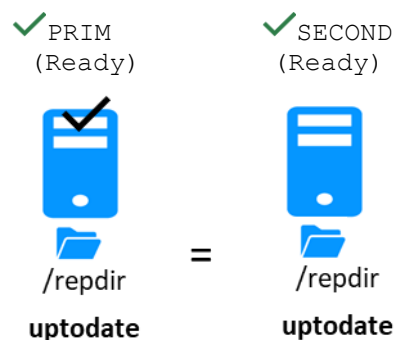 PRIM SECOND
(Ready) (Ready)
=
/repdir /repdir
uptodate uptodate